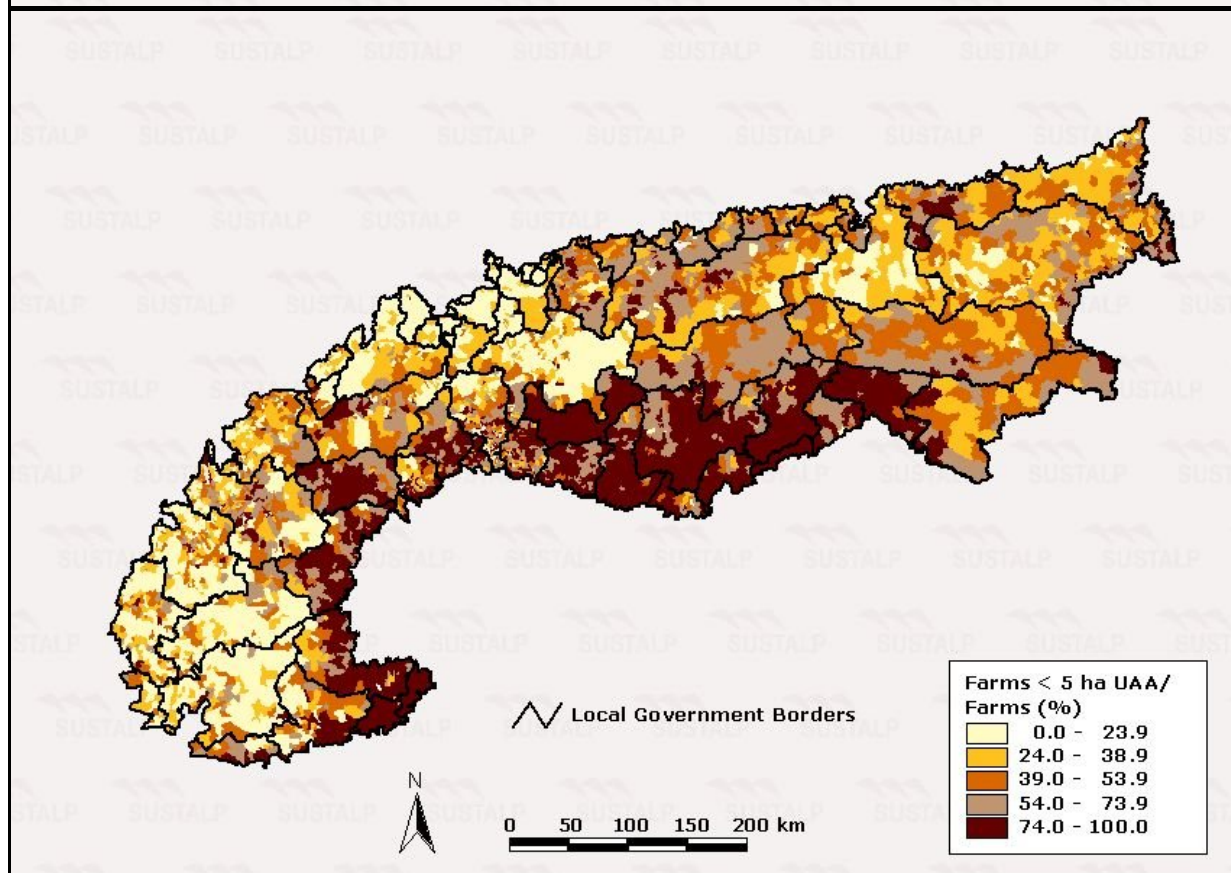 SUSTALP
Local Government Borders
N
0 50 100 150 200 km
Farms < 5 ha UAA/
Farms (%)
0.0 - 23.9
24.0 - 38.9
39.0 - 53.9
54.0 - 73.9
74.0 - 100.0